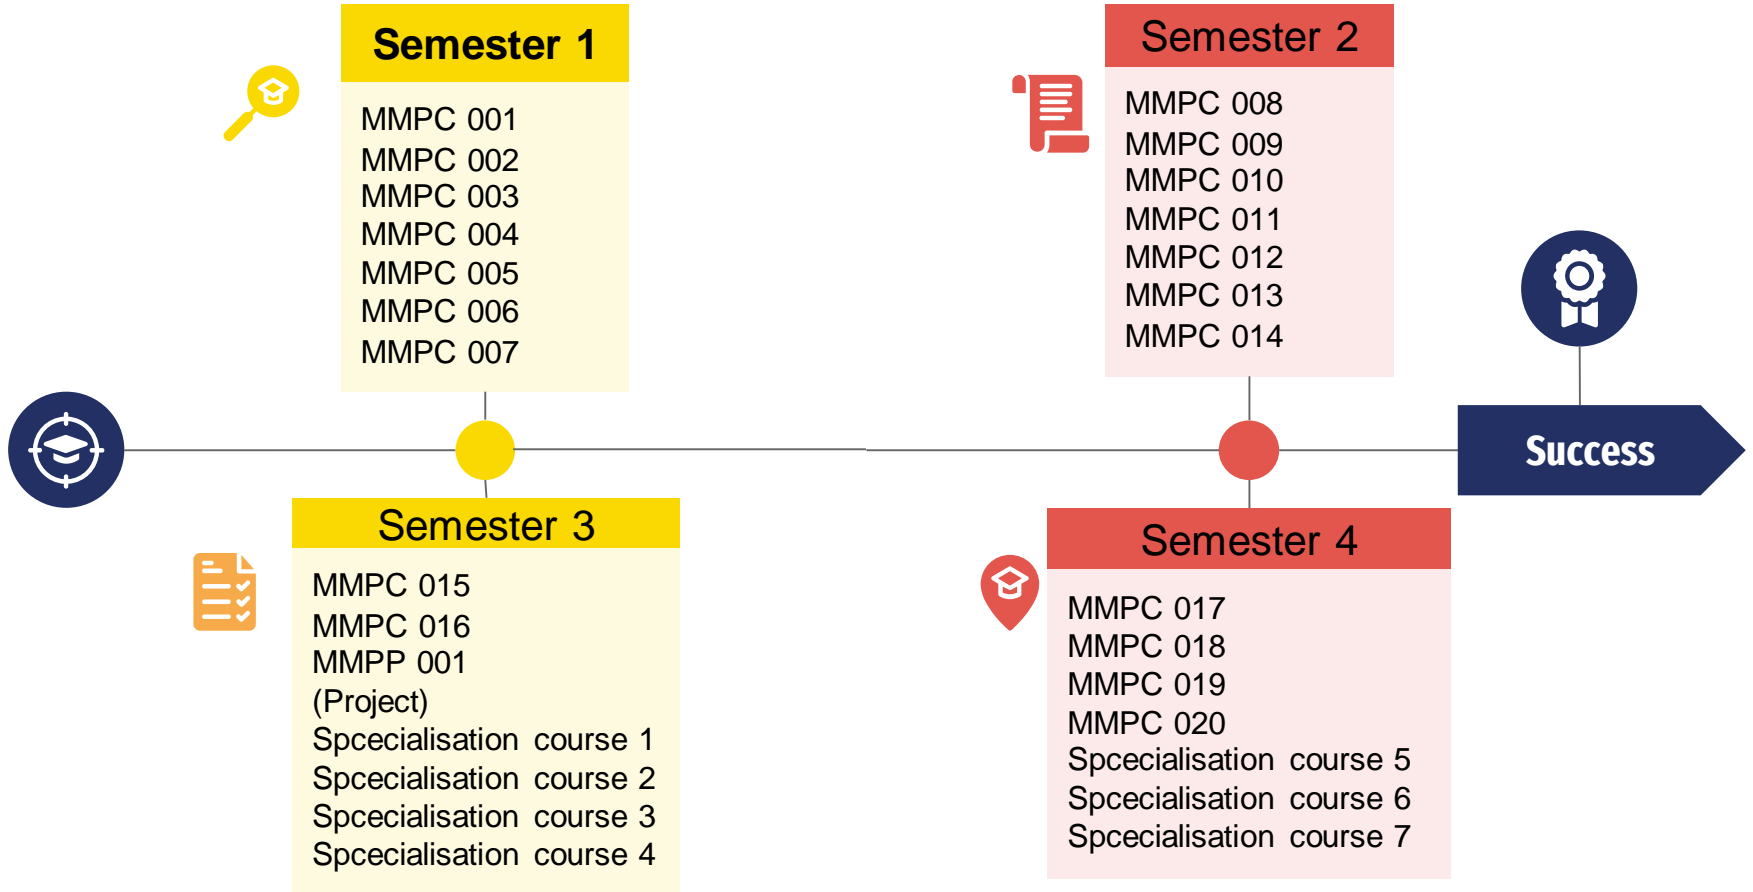 Semester 1
MMPC 001
MMPC 002
MMPC 003
MMPC 004
MMPC 005
MMPC 006
MMPC 007
Semester 2
MMPC 008
MMPC 009
MMPC 010
MMPC 011
MMPC 012
MMPC 013
MMPC 014
Success
Semester 3
MMPC 015
MMPC 016
MMPP 001
(Project)
Spcecialisation course 1
Spcecialisation course 2
Spcecialisation course 3
Spcecialisation course 4
Semester 4
MMPC 017
MMPC 018
MMPC 019
MMPC 020
Spcecialisation course 5
Spcecialisation course 6
Spcecialisation course 7